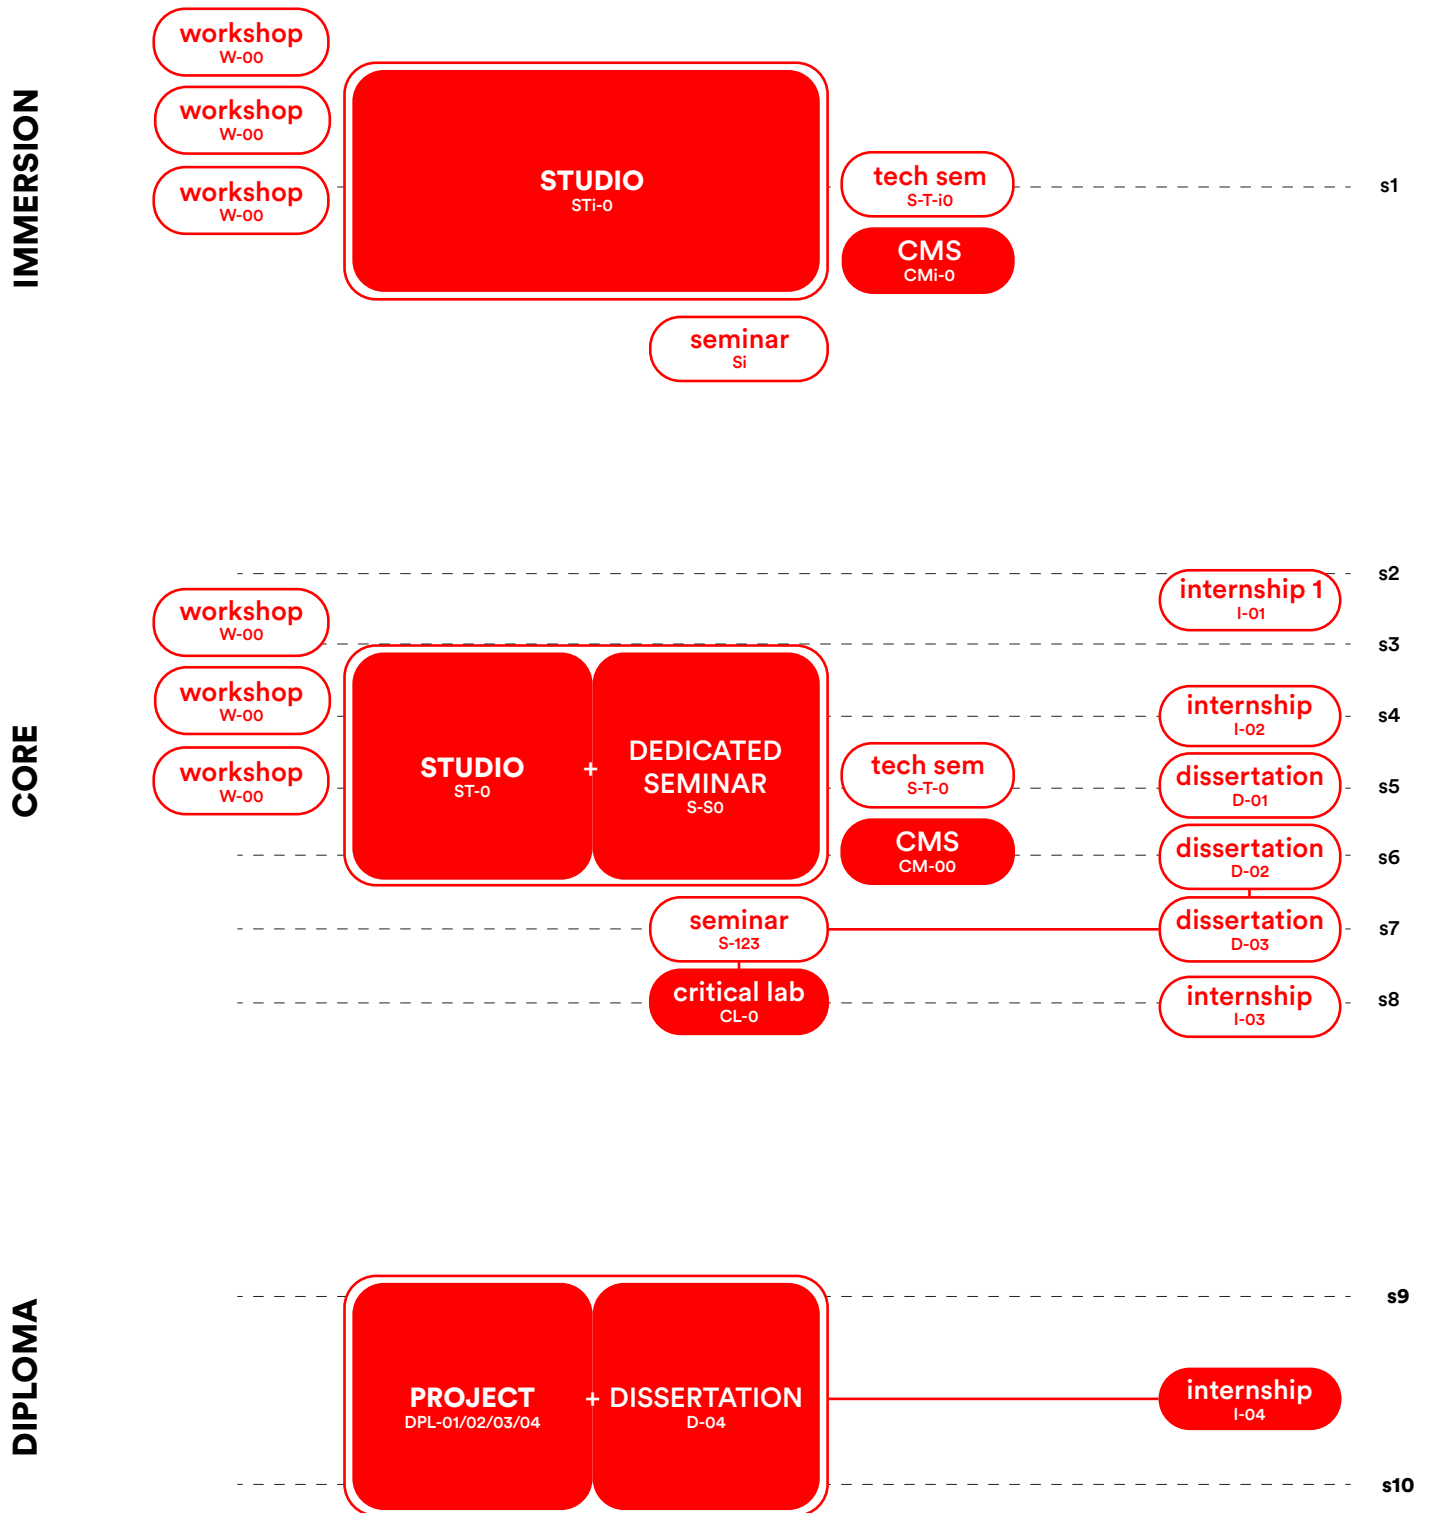 IMMERSION
workshop
W-00
workshop
W-00
workshop
W-00
STUDIO
STi-0
tech sem
S-T-i0
CMS
CMi-0
seminar
Si
s1
CORE
s2
internship 1
I-01
workshop
W-00
s3
workshop
W-00
internship
I-02
s4
workshop
W-00
STUDIO
ST-0
+
DEDICATED
SEMINAR
S-S0
tech sem
S-T-0
dissertation
D-01
s5
CMS
CM-00
dissertation
D-02
s6
seminar
S-123
dissertation
D-03
s7
critical lab
CL-0
internship
I-03
s8
DIPLOMA
s9
PROJECT
DPL-01/02/03/04
+ DISSERTATION
D-04
internship
I-04
s10